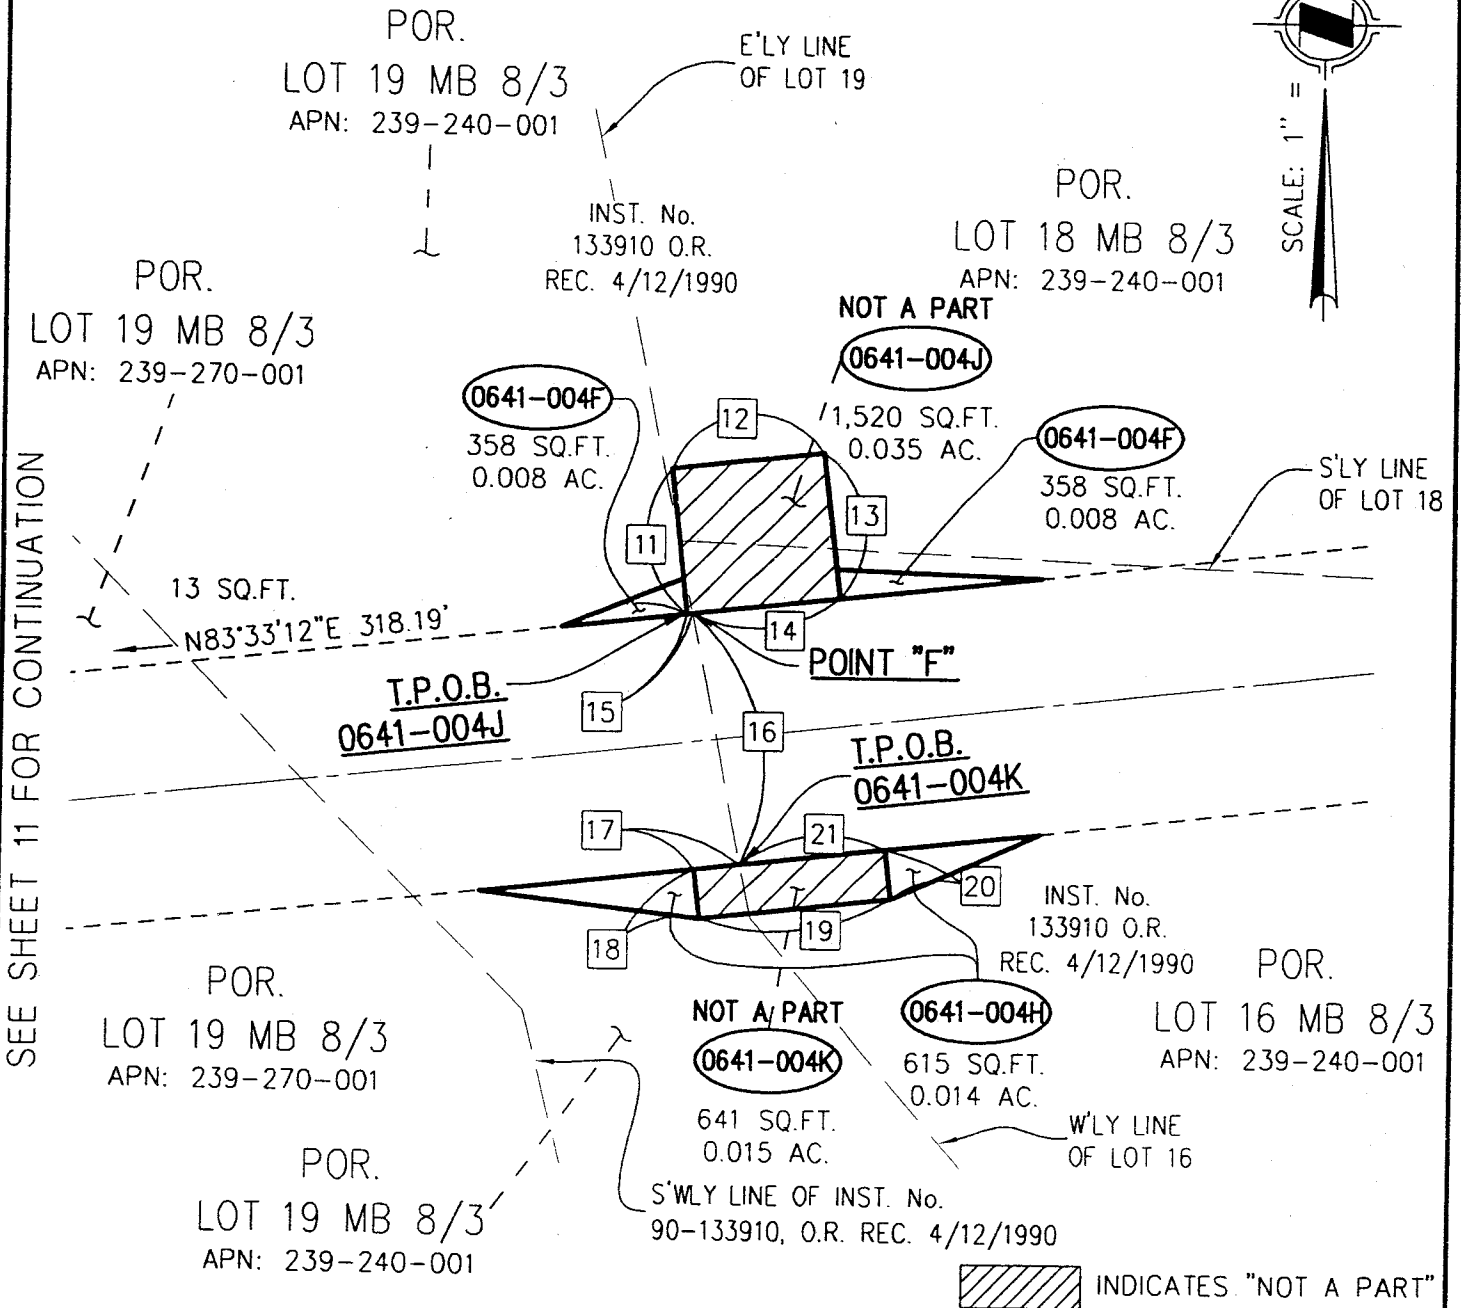 POR.
LOT 19 MB 8/3
APN: 239-240-001
E'LY LINE
OF LOT 19
SCALE: 1" =
INST. No.
133910 O.R.
REC. 4/12/1990
POR.
LOT 18 MB 8/3
APN: 239-240-001
POR.
LOT 19 MB 8/3
APN: 239-270-001
NOT A PART
0641-004J
1,520 SQ.FT.
0.035 AC.
0641-004F
358 SQ.FT.
0.008 AC.
12
0641-004F
358 SQ.FT.
0.008 AC.
S'LY LINE
OF LOT 18
11
13
SEE SHEET 11 FOR CONTINUATION
13 SQ.FT.
N83°33'12"E 318.19'
14
POINT "F"
T.P.O.B.
0641-004J
15
16
T.P.O.B.
0641-004K
17
21
20
18
19
INST. No.
133910 O.R.
REC. 4/12/1990
POR.
LOT 16 MB 8/3
APN: 239-240-001
POR.
LOT 19 MB 8/3
APN: 239-270-001
NOT A PART
0641-004K
641 SQ.FT.
0.015 AC.
0641-004H
615 SQ.FT.
0.014 AC.
W'LY LINE
OF LOT 16
POR.
LOT 19 MB 8/3
APN: 239-240-001
S'WLY LINE OF INST. No.
90-133910, O.R. REC. 4/12/1990
INDICATES "NOT A PART"